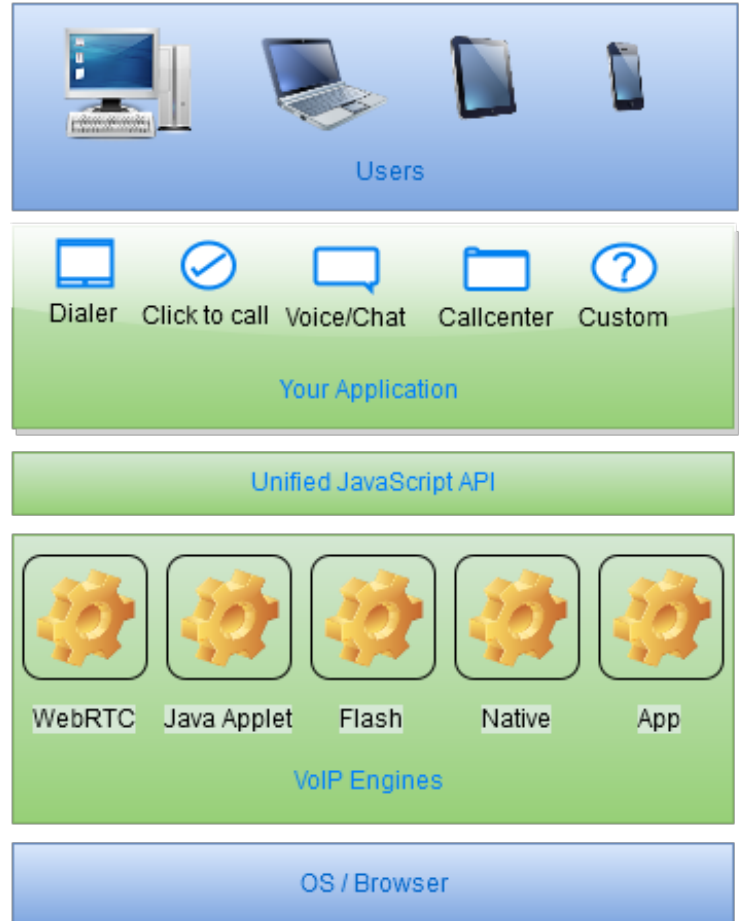 Users
Dialer Click to call Voice/Chat Callcenter Custom
Your Application
Unified JavaScript API
WebRTC Java Applet Flash Native App
VoIP Engines
OS / Browser